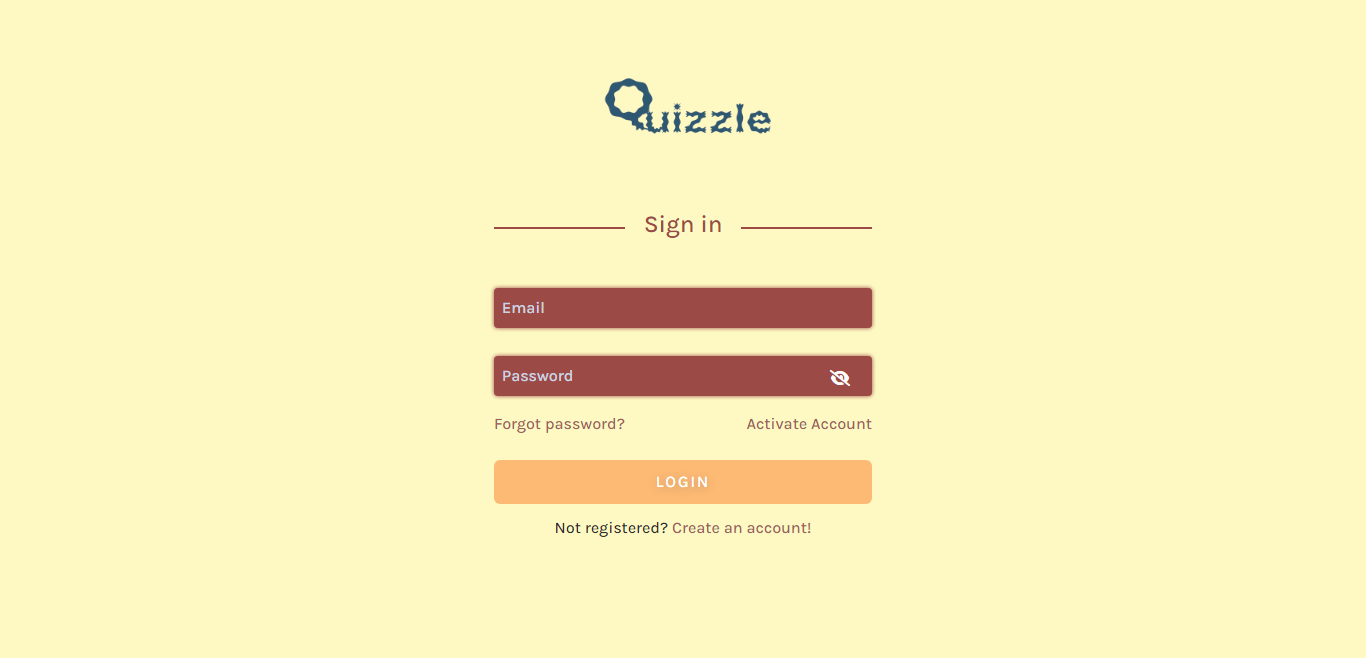 Quizzle
Sign in
Email
Password
Forgot password? Activate Account
LOGIN
Not registered? Create an account!